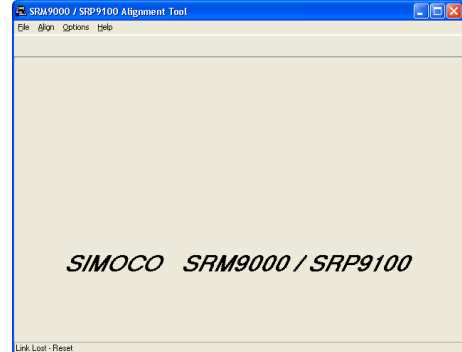 SRM9000 / SRP9100 Alignment Tool
File Align Options Help
SIMOCO SRM9000 / SRP9100
Link Lost - Reset